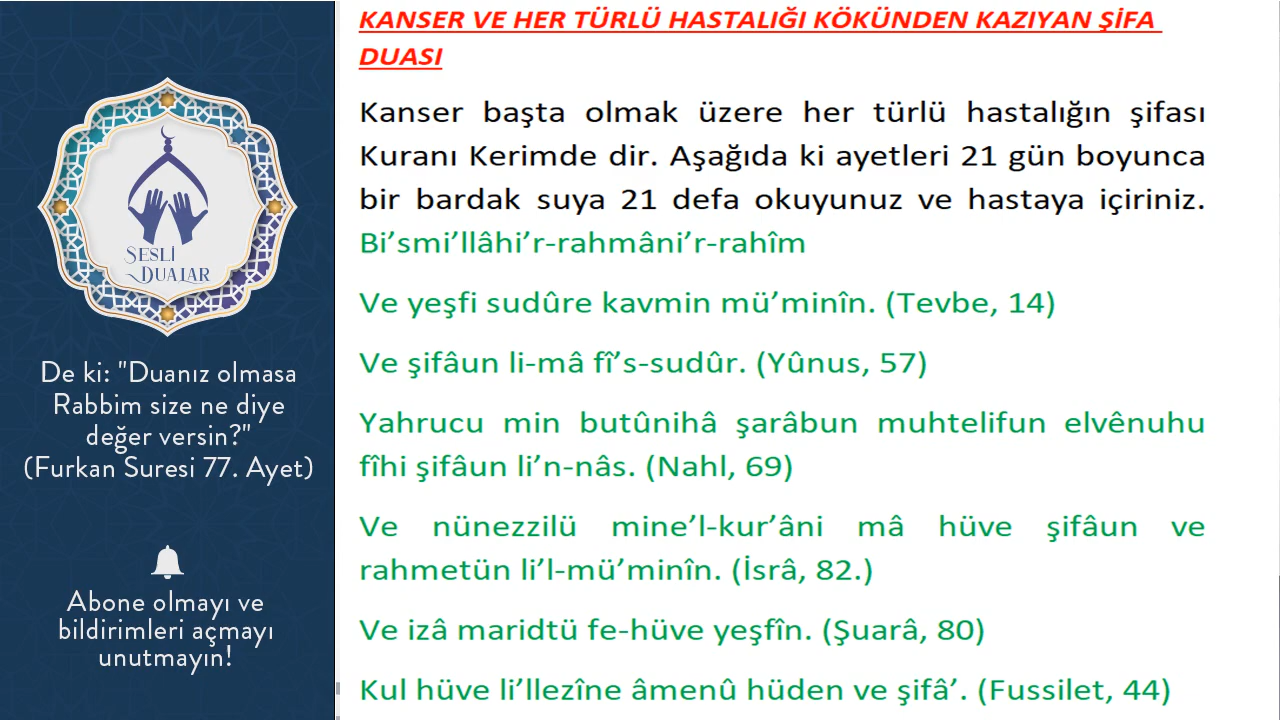 SESLİ
DUALAR
De ki: "Duanız olmasa
Rabbim size ne diye
değer versin?"
(Furkan Suresi 77. Ayet)
Abone olmayı ve
bildirimleri açmayı
unutmayın!
KANSER VE HER TÜRLÜ HASTALIĞI KÖKÜNDEN KAZIYAN ŞİFA
DUASI
Kanser başta olmak üzere her türlü hastalığın şifası
Kuranı Kerimde dir. Aşağıda ki ayetleri 21 gün boyunca
bir bardak suya 21 defa okuyunuz ve hastaya içiriniz.
Bi’smi’llâhi’r-rahmâni’r-rahîm
Ve yeşfi sudûre kavmin mü’minîn. (Tevbe, 14)
Ve şifâun li-mâ fî’s-sudûr. (Yûnus, 57)
Yahrucu min butûnihâ şarâbun muhtelifun elvênuhu
fîhi şifâun li’n-nâs. (Nahl, 69)
Ve nünezzilü mine’l-kur’âni mâ hüve şifâun ve
rahmetün li’l-mü’minîn. (İsrâ, 82.)
Ve izâ maridtü fe-hüve yeşfîn. (Şuarâ, 80)
Kul hüve li’llezîne âmenû hüden ve şifâ’. (Fussilet, 44)